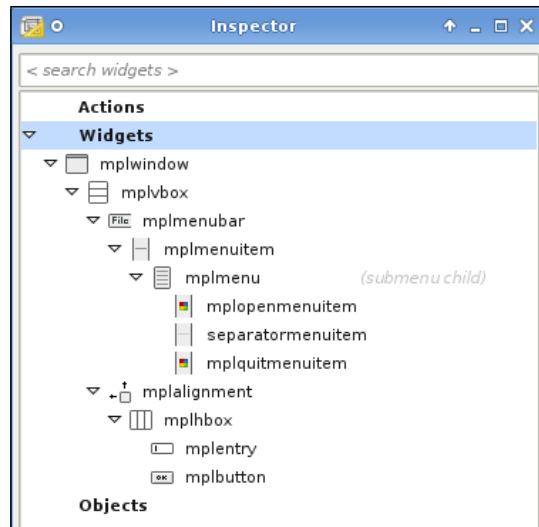 Inspector
< search widgets >
Actions
Widgets
mplwindow
mplvbox
File mplmenubar
mplmenuitem
mplmenu (submenu child)
mplopenmenuitem
separatormenuitem
mplquitmenuitem
mplalignment
mplhbox
mplentry
OK mplbutton
Objects